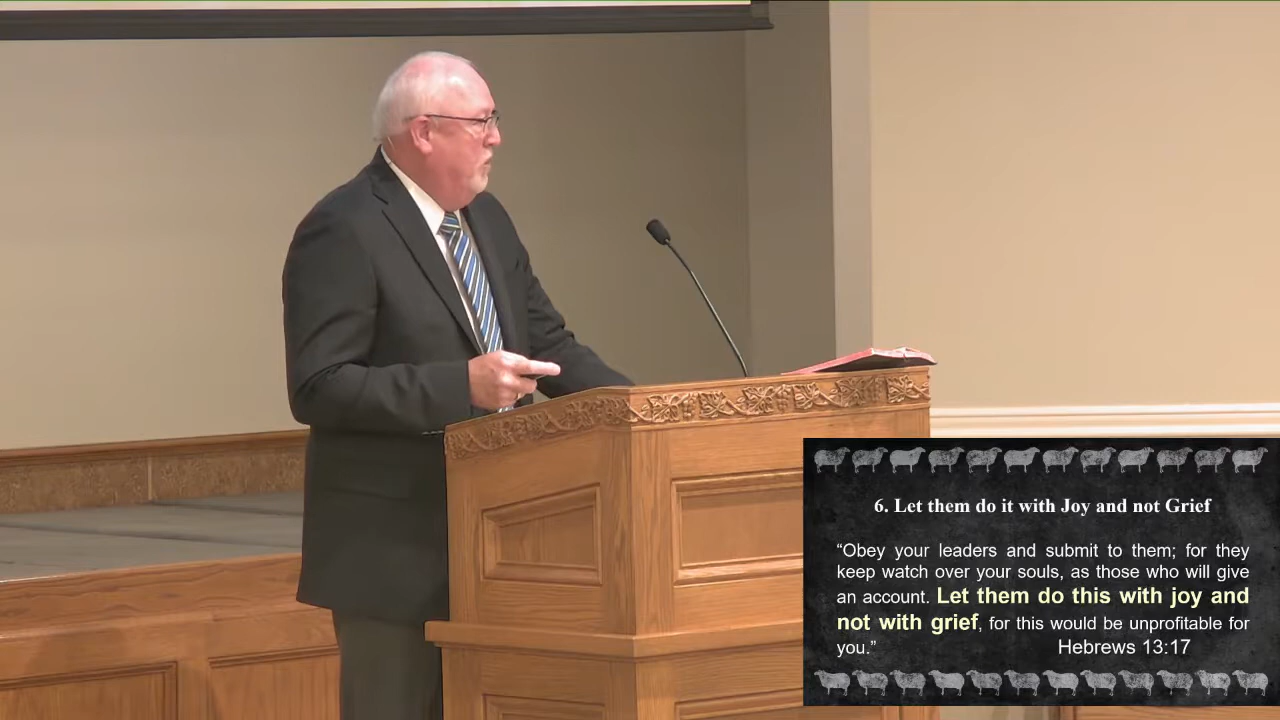 6. Let them do it with Joy and not Grief
“Obey your leaders and submit to them; for they
keep watch over your souls, as those who will give
an account. Let them do this with joy and
not with grief, for this would be unprofitable for
you.” Hebrews 13:17